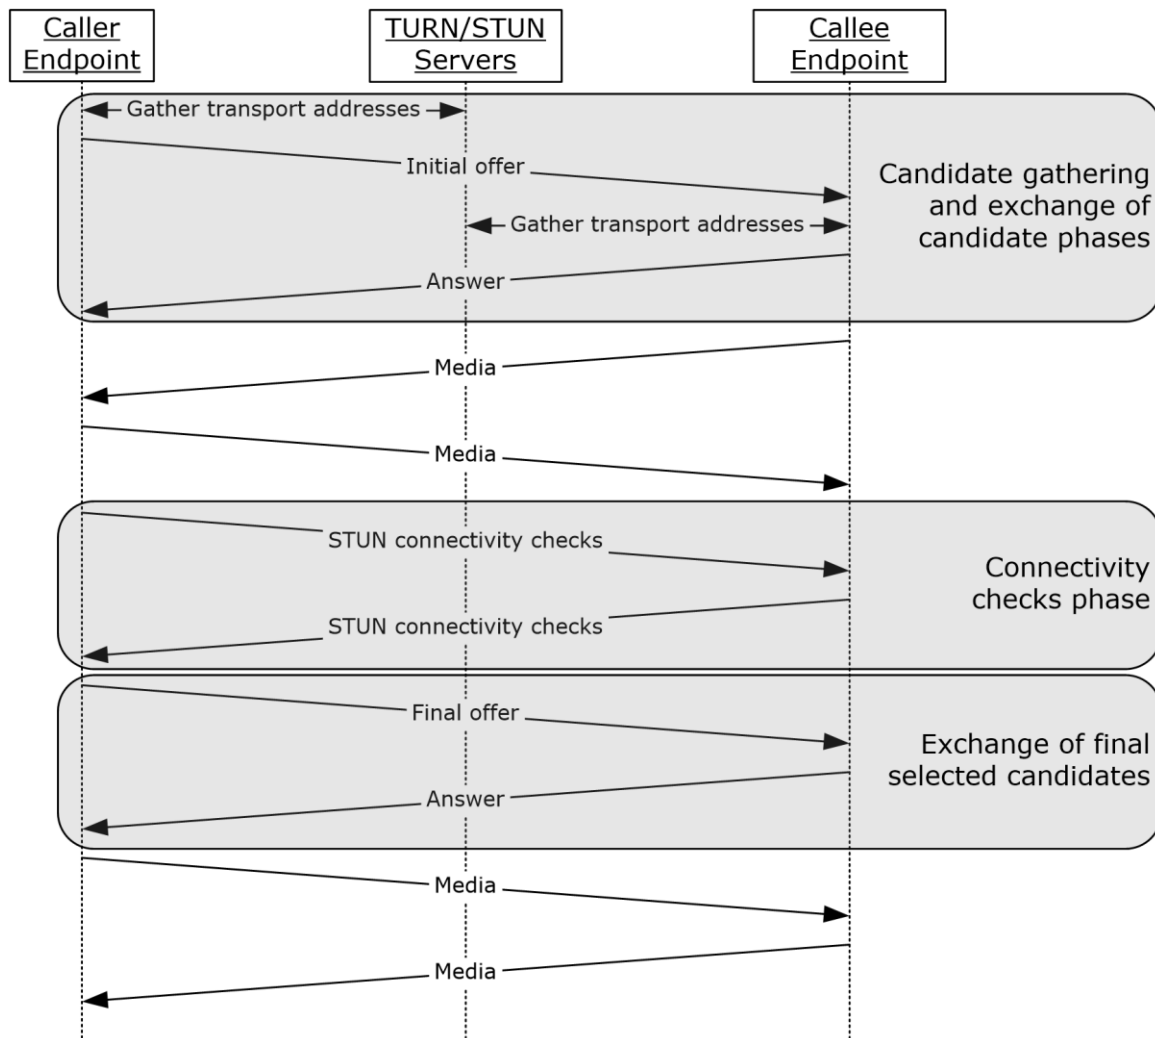 Caller
Endpoint
TURN/STUN
Servers
Callee
Endpoint
Gather transport addresses
Initial offer
Candidate gathering
and exchange of
candidate phases
Gather transport addresses
Answer
Media
Media
STUN connectivity checks
Connectivity
checks phase
STUN connectivity checks
Final offer
Exchange of final
selected candidates
Answer
Media
Media